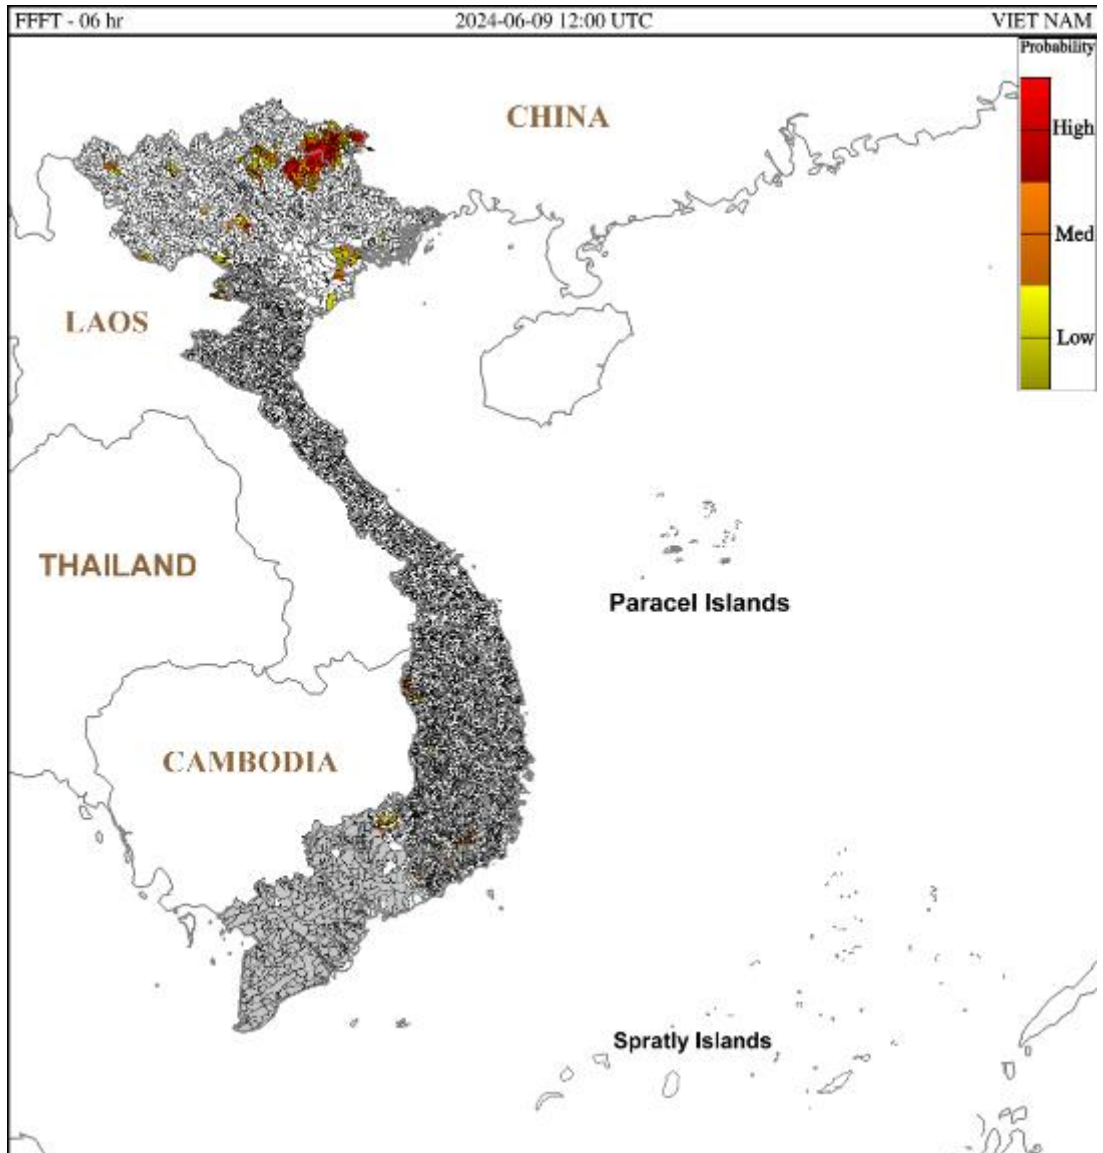 FFFT - 06 hr 2024-06-09 12:00 UTC VIET NAM
Probability
CHINA
High
Med
LAOS
Low
THAILAND
Paracel Islands
CAMBODIA
Spratly Islands